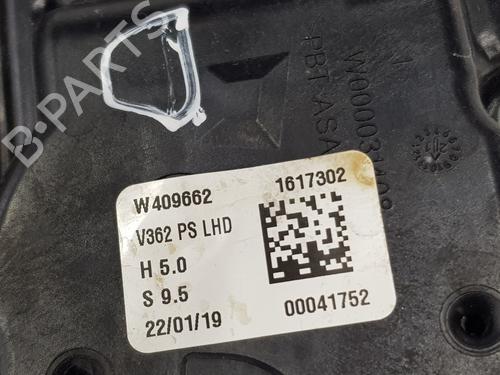 B-PARTS
PBT-ASA
W409662
1617302
V362 PS LHD
H 5.0
S 9.5
22/01/19
00041752